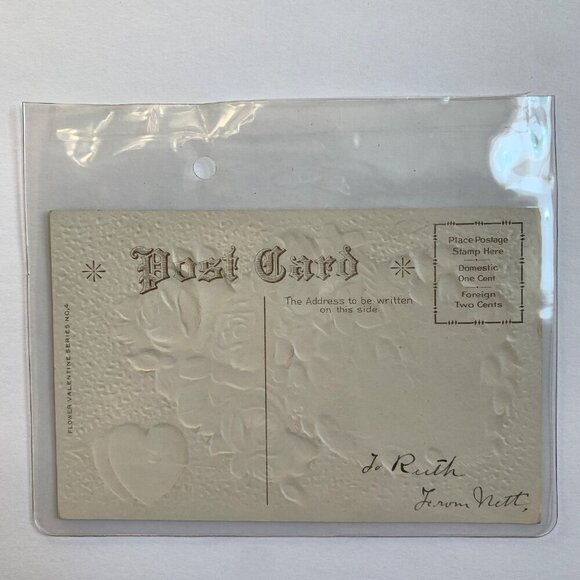 Post Card
The Address to be written
on this side
Place Postage
Stamp Here
Domestic
One Cent
Foreign
Two Cents
FLOWER VALENTINE SERIES NO. 4
To Ruth
From Nett,